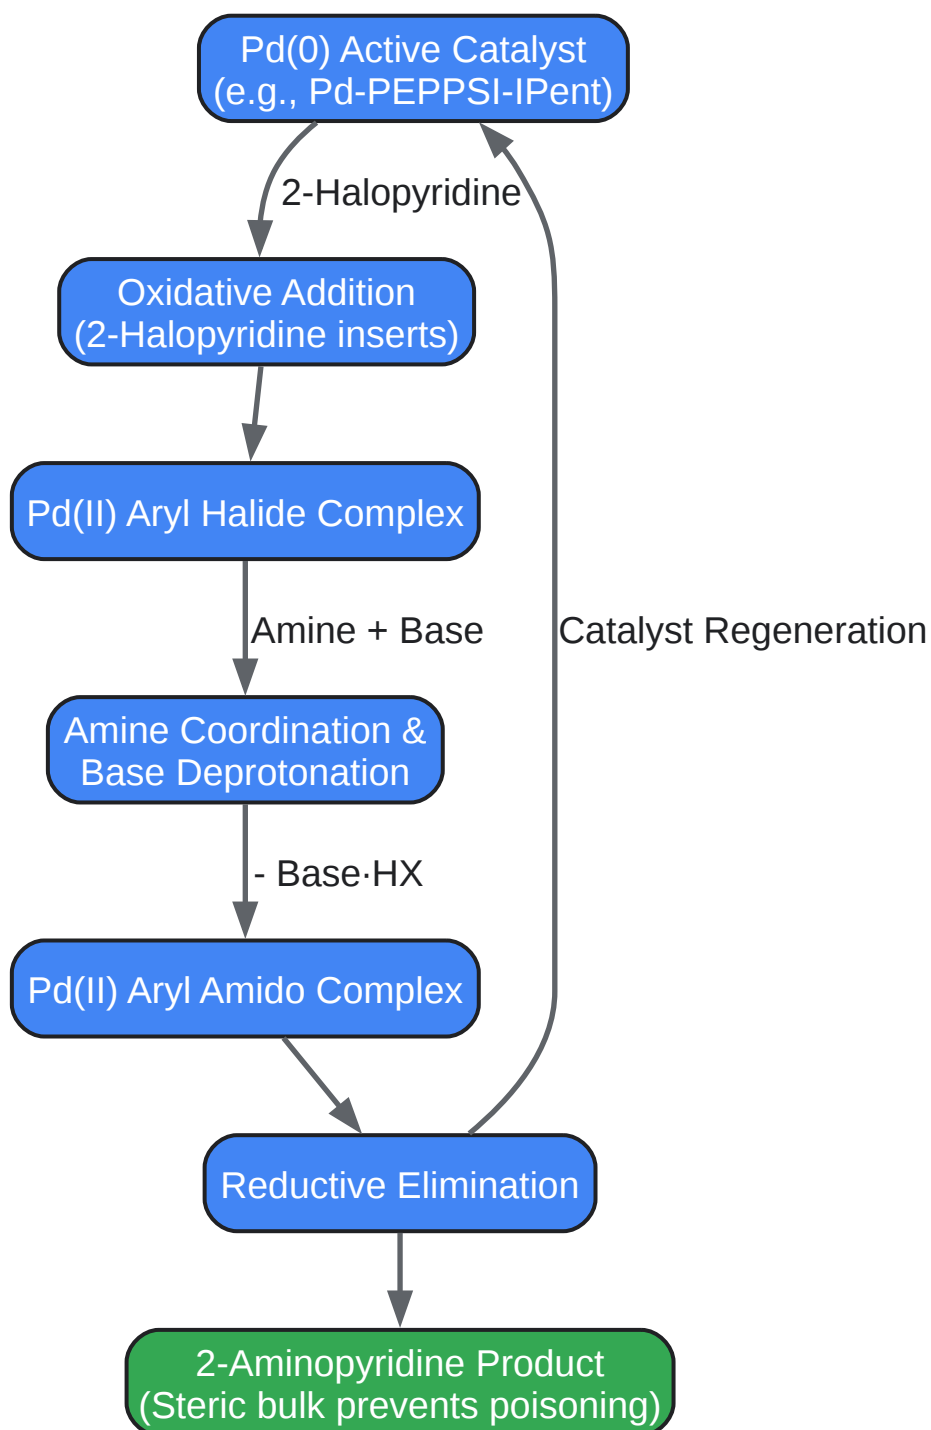 Pd(0) Active Catalyst
(e.g., Pd-PEPPSI-IPent)
2-Halopyridine
Oxidative Addition
(2-Halopyridine inserts)
Pd(II) Aryl Halide Complex
Amine + Base
Catalyst Regeneration
Amine Coordination &
Base Deprotonation
- Base·HX
Pd(II) Aryl Amido Complex
Reductive Elimination
2-Aminopyridine Product
(Steric bulk prevents poisoning)